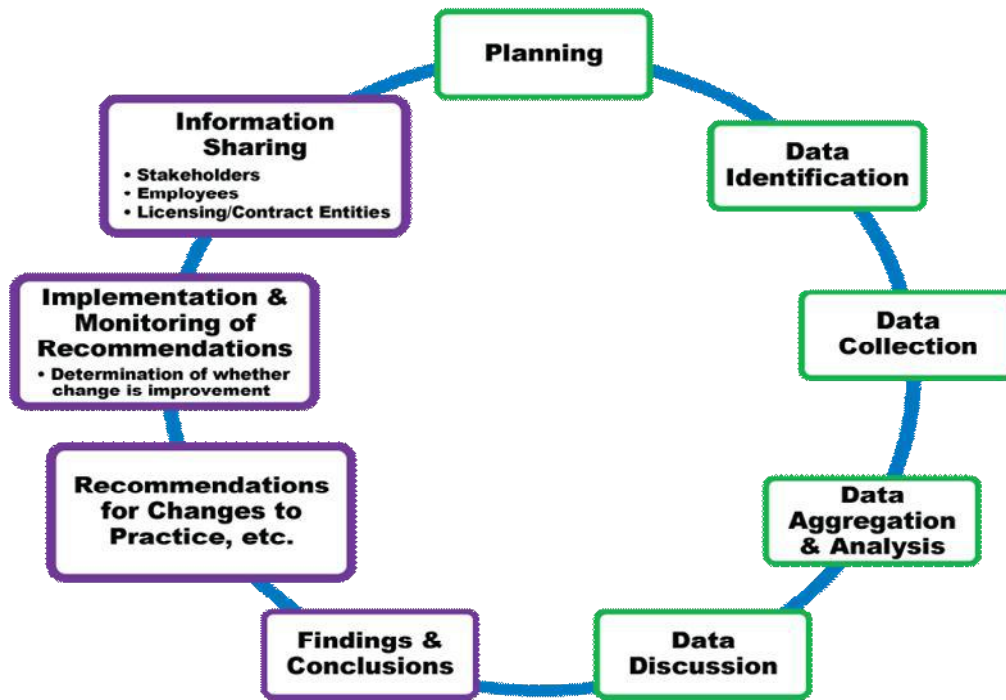 Planning
Data
Identification
Data
Collection
Data
Aggregation
& Analysis
Data
Discussion
Findings &
Conclusions
Recommendations
for Changes to
Practice, etc.
Implementation &
Monitoring of
Recommendations
• Determination of whether
change is improvement
Information
Sharing
• Stakeholders
• Employees
• Licensing/Contract Entities